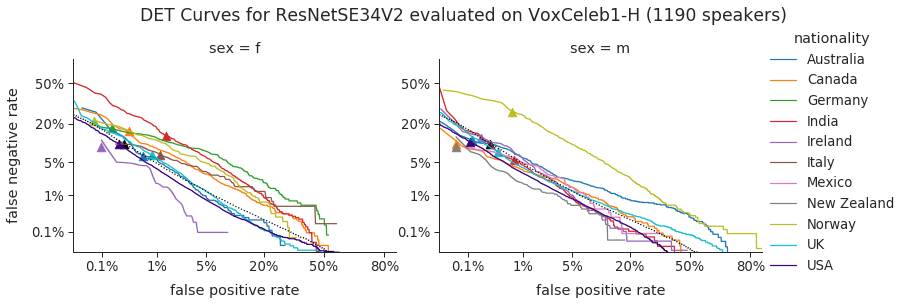 DET Curves for ResNetSE34V2 evaluated on VoxCeleb1-H (1190 speakers)
sex = f
sex = m
false negative rate
50%
20%
5%
1%
0.1%
0.1% 1% 5% 20% 50% 80%
false positive rate
50%
20%
5%
1%
0.1%
0.1% 1% 5% 20% 50% 80%
false positive rate
nationality
Australia
Canada
Germany
India
Ireland
Italy
Mexico
New Zealand
Norway
UK
USA